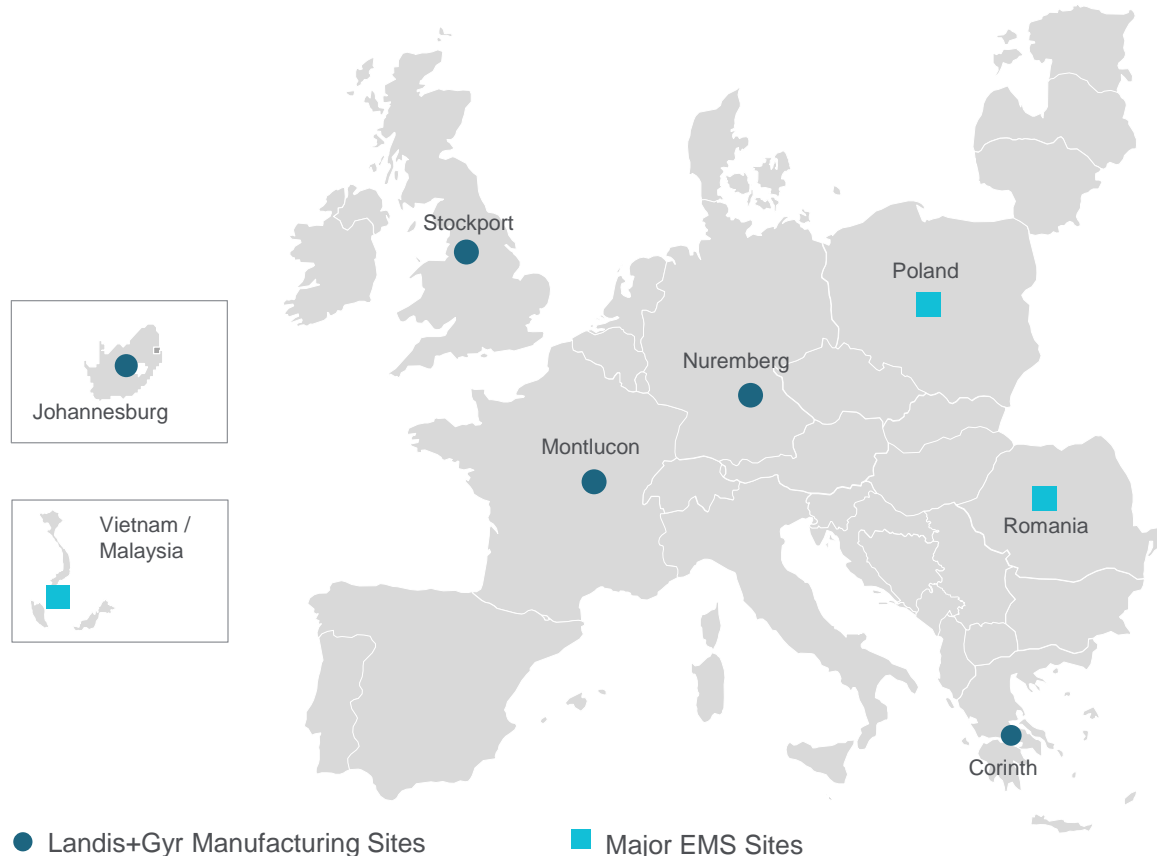 Stockport
Poland
Nuremberg
Johannesburg
Montlucon
Vietnam /
Malaysia
Romania
Corinth
Landis+Gyr Manufacturing Sites
Major EMS Sites